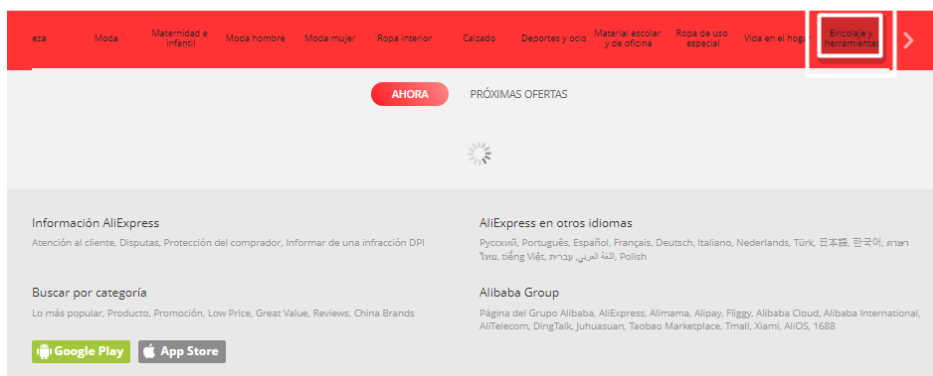 eza
Moda
Maternidad e
infantil
Moda hombre
Moda mujer
Ropa interior
Calzado
Deportes y ocio
Material escolar
y de oficina
Ropa de uso
especial
Vida en el hogar
Bricolaje y
herramientas
AHORA
PRÓXIMAS OFERTAS
Información AliExpress
Atención al cliente, Disputas, Protección del comprador, Informar de una infracción DPI
AliExpress en otros idiomas
Pусский, Português, Español, Français, Deutsch, Italiano, Nederlands, Türk, 日本語, 한국어, ภาษา
ไทย, tiếng Việt, اللغة العربي, עברית, Polish
Buscar por categoría
Lo más popular, Producto, Promoción, Low Price, Great Value, Reviews, China Brands
Alibaba Group
Página del Grupo Alibaba, AliExpress, Alimama, Alipay, Fliggy, Alibaba Cloud, Alibaba International,
AliTelecom, DingTalk, Juhuasuan, Taobao Marketplace, Tmall, Xiami, AliOS, 1688
Google Play
App Store